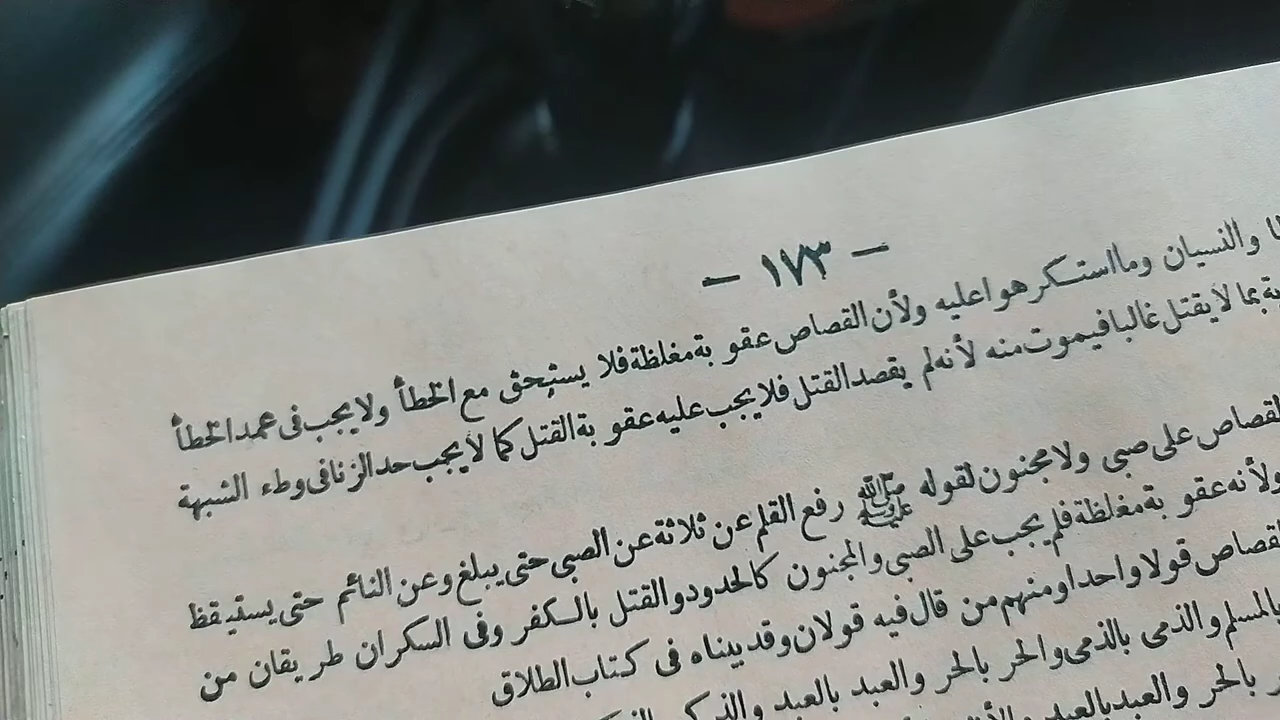 — ١٧٣ —
والنسيان وما استكرهوا عليه ولأن القصاص عقوبة مغلظة فلا يستحق مع الخطأ ولا يجب فى عمد الخطأ
بما لا يقتل غالبا فيموت منه لأنه لم يقصد القتل فلا يجب عليه عقوبة القتل كما لا يجب حد الزنا فى وطء الشبهة
القصاص على صبى ولا مجنون لقوله ﷺ رفع القلم عن ثلاثة عن الصبى حتى يبلغ وعن النائم حتى يستيقظ
ولأنه عقوبة مغلظة فلم يجب على الصبى والمجنون كالحدود والقتل بالكفر وفى السكران طريقان من
القصاص قولا واحدا ومنهم من قال فيه قولان وقد بيناه فى كتاب الطلاق
المسلم والذمى بالذمى والحر بالحر والعبد بالعبد والذكر
بالحر والعبد بالعبد